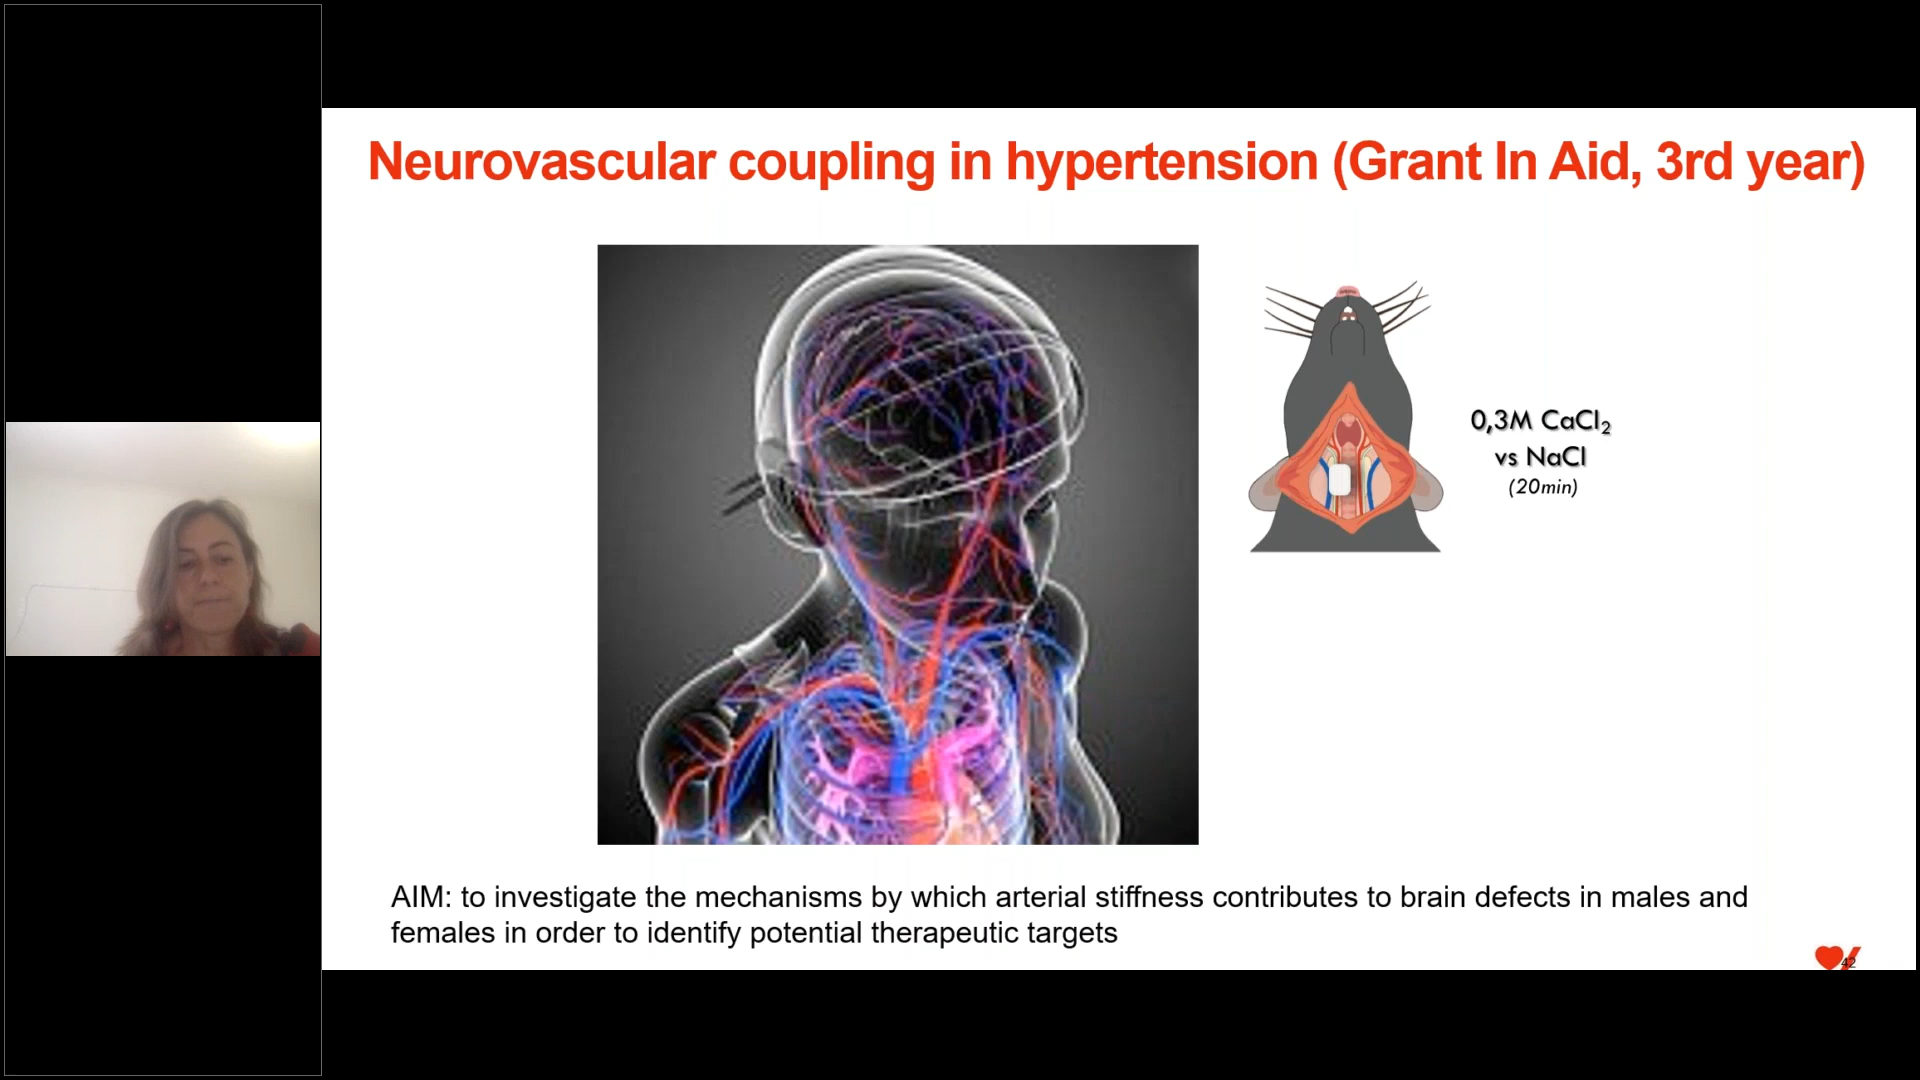 Neurovascular coupling in hypertension (Grant In Aid, 3rd year)
0,3M CaCl₂
vs NaCl
(20min)
AIM: to investigate the mechanisms by which arterial stiffness contributes to brain defects in males and
females in order to identify potential therapeutic targets
42